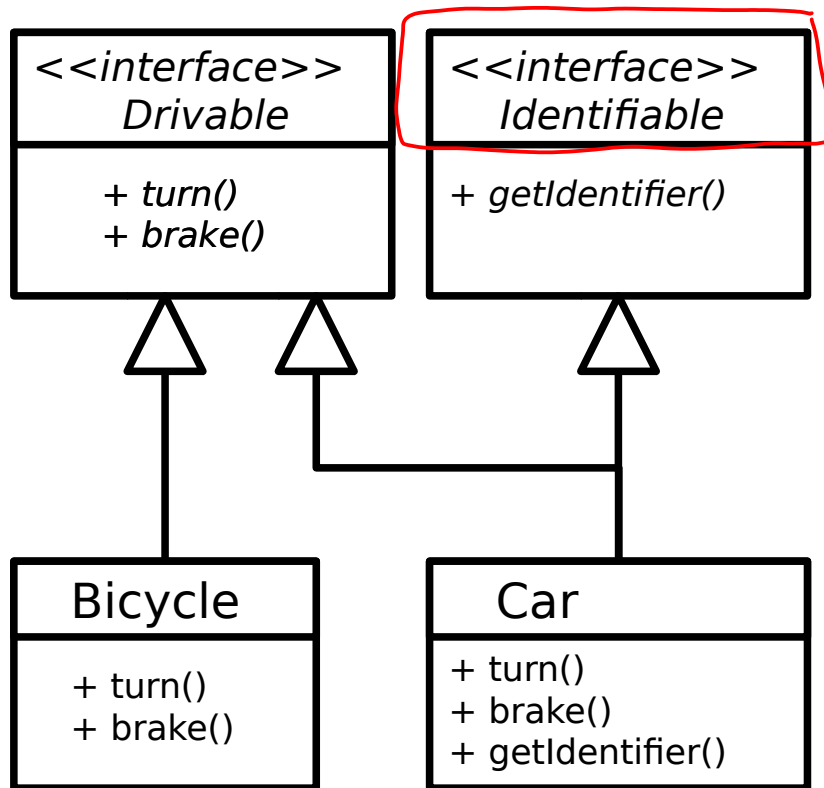 <<interface>>
Drivable
+ turn()
+ brake()
<<interface>>
Identifiable
+ getIdentifier()
Bicycle
+ turn()
+ brake()
Car
+ turn()
+ brake()
+ getIdentifier()